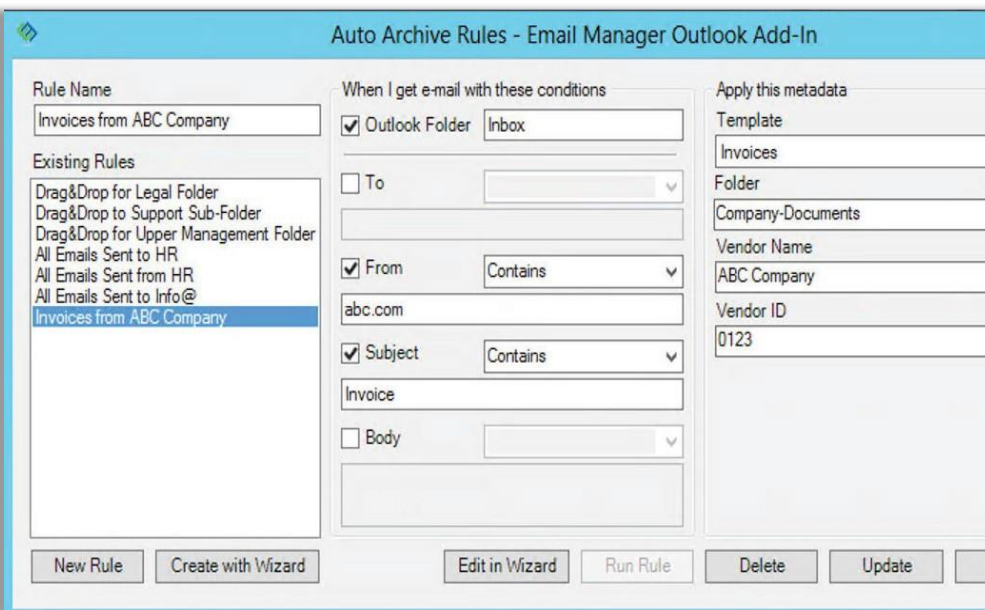 Auto Archive Rules - Email Manager Outlook Add-In
Rule Name
Invoices from ABC Company
Existing Rules
Drag&Drop for Legal Folder
Drag&Drop to Support Sub-Folder
Drag&Drop for Upper Management Folder
All Emails Sent to HR
All Emails Sent from HR
All Emails Sent to Info@
Invoices from ABC Company
New Rule
Create with Wizard
When I get e-mail with these conditions
Outlook Folder Inbox
To
From Contains
abc.com
Subject Contains
Invoice
Body
Edit in Wizard
Run Rule
Apply this metadata
Template
Invoices
Folder
Company-Documents
Vendor Name
ABC Company
Vendor ID
0123
Delete
Update